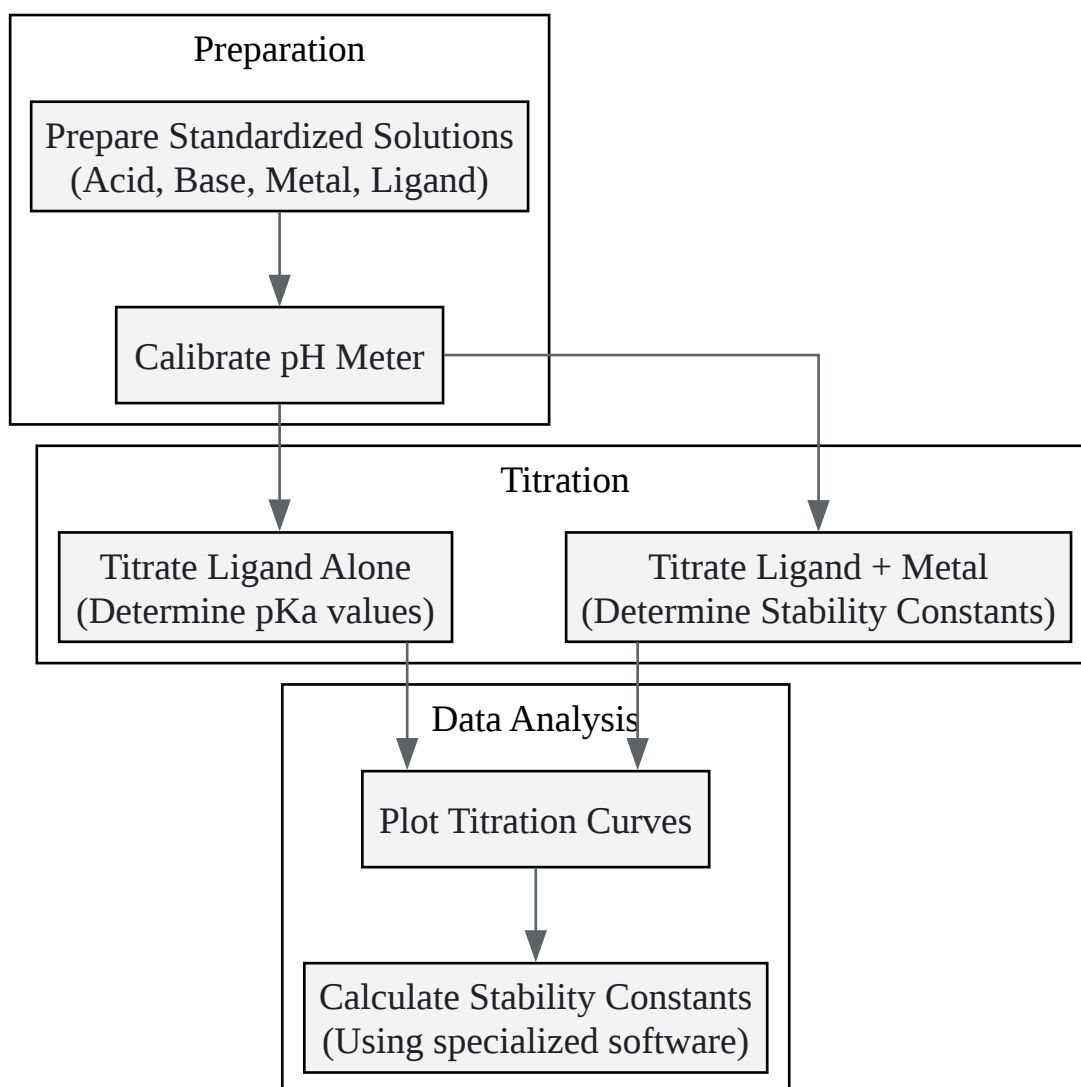 Preparation
Prepare Standardized Solutions
(Acid, Base, Metal, Ligand)
Calibrate pH Meter
Titration
Titrate Ligand Alone
(Determine pKa values)
Titrate Ligand + Metal
(Determine Stability Constants)
Data Analysis
Plot Titration Curves
Calculate Stability Constants
(Using specialized software)